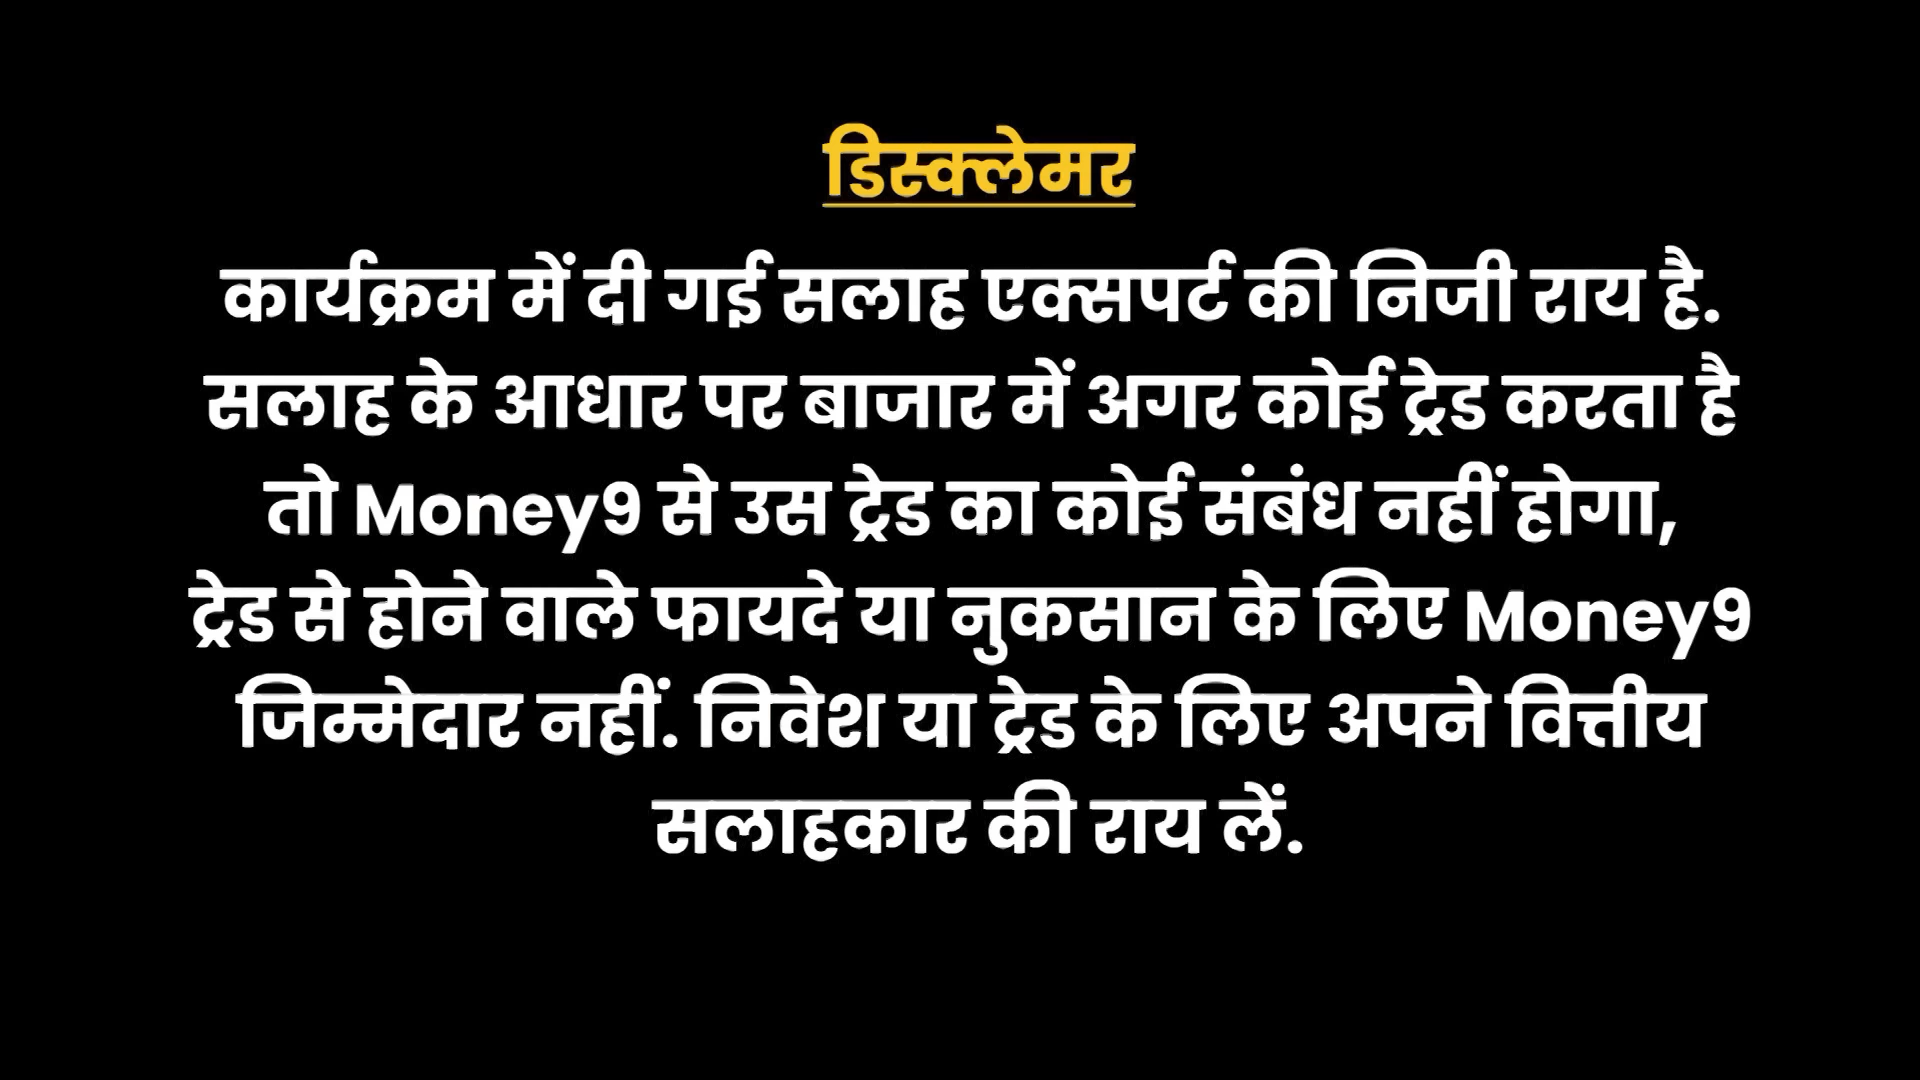 डिस्क्लेमर
कार्यक्रम में दी गई सलाह एक्सपर्ट की निजी राय है.
सलाह के आधार पर बाजार में अगर कोई ट्रेड करता है
तो Money9 से उस ट्रेड का कोई संबंध नहीं होगा,
ट्रेड से होने वाले फायदे या नुकसान के लिए Money9
जिम्मेदार नहीं. निवेश या ट्रेड के लिए अपने वित्तीय
सलाहकार की राय लें.